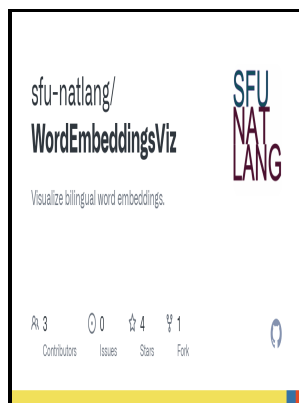 sfu-natlang/
WordEmbeddingsViz
SFU
NAT
LANG
Visualize bilingual word embeddings.
3
Contributors
0
Issues
4
Stars
1
Fork